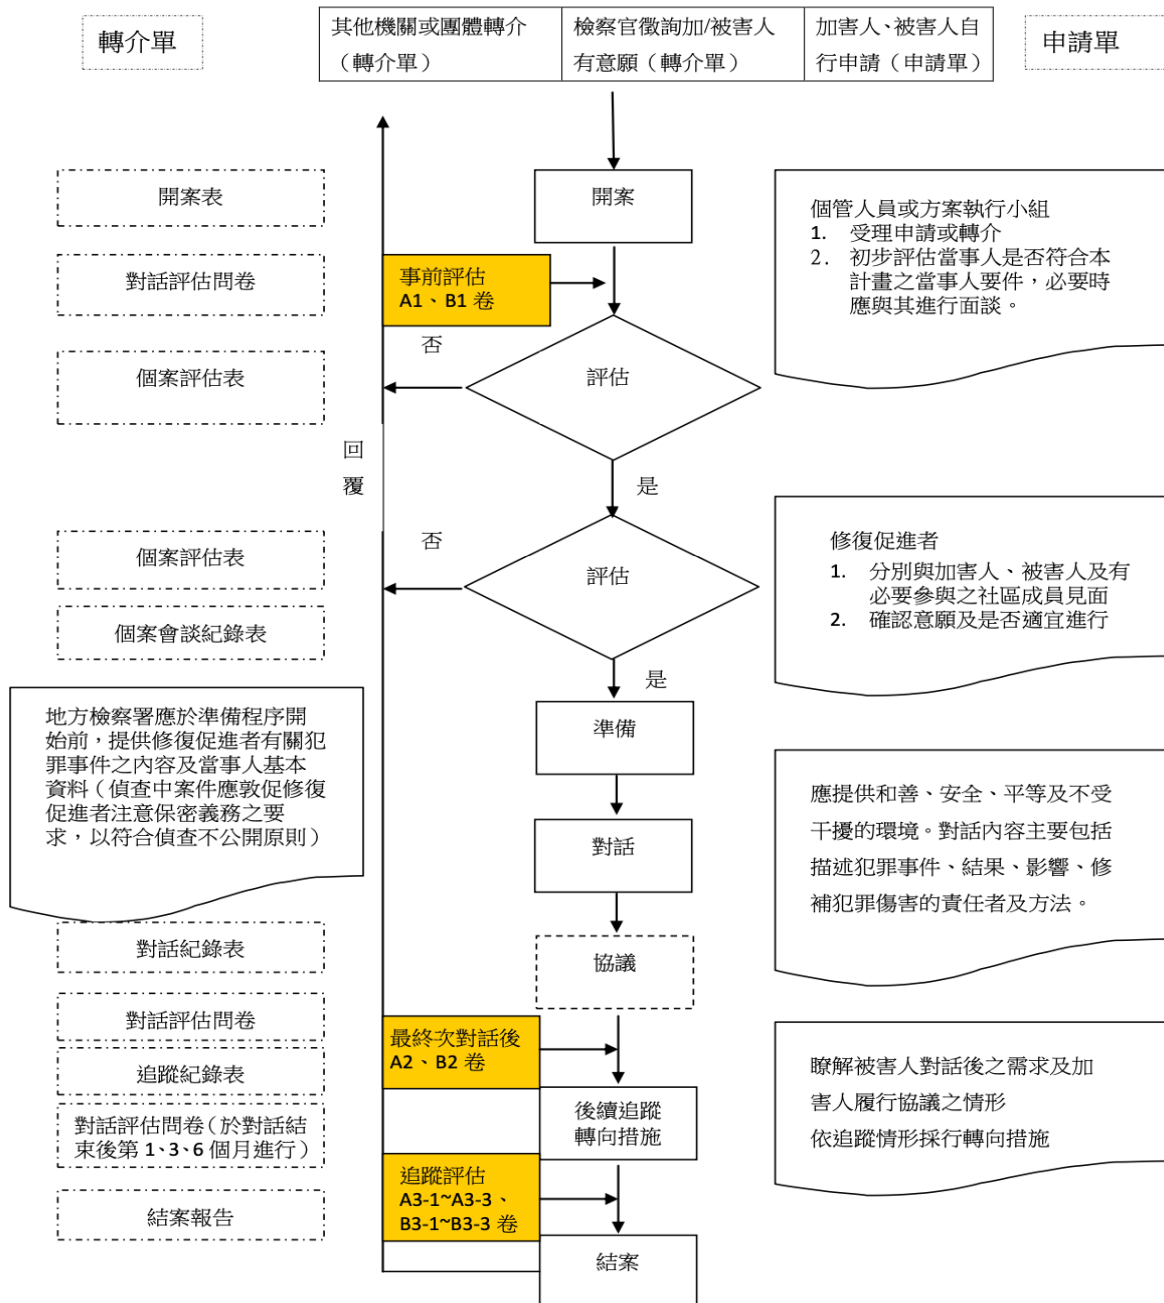 轉介單
其他機關或團體轉介
（轉介單）
檢察官徵詢加/被害人
有意願（轉介單）
加害人、被害人自
行申請（申請單）
申請單
開案表
開案
個管人員或方案執行小組
1. 受理申請或轉介
2. 初步評估當事人是否符合本
計畫之當事人要件，必要時
應與其進行面談。
對話評估問卷
事前評估
A1、B1 卷
否
個案評估表
評估
回
覆
是
否
個案評估表
評估
修復促進者
1. 分別與加害人、被害人及有
必要參與之社區成員見面
2. 確認意願及是否適宜進行
個案會談紀錄表
是
地方檢察署應於準備程序開
始前，提供修復促進者有關犯
罪事件之內容及當事人基本
資料（偵查中案件應敦促修復
促進者注意保密義務之要
求，以符合偵查不公開原則）
準備
對話
應提供和善、安全、平等及不受
干擾的環境。對話內容主要包括
描述犯罪事件、結果、影響、修
補犯罪傷害的責任者及方法。
對話紀錄表
協議
對話評估問卷
最終次對話後
A2、B2 卷
追蹤紀錄表
瞭解被害人對話後之需求及加
害人履行協議之情形
依追蹤情形採行轉向措施
對話評估問卷（於對話結
束後第 1、3、6 個月進行）
後續追蹤
轉向措施
追蹤評估
A3-1~A3-3、
B3-1~B3-3 卷
結案報告
結案